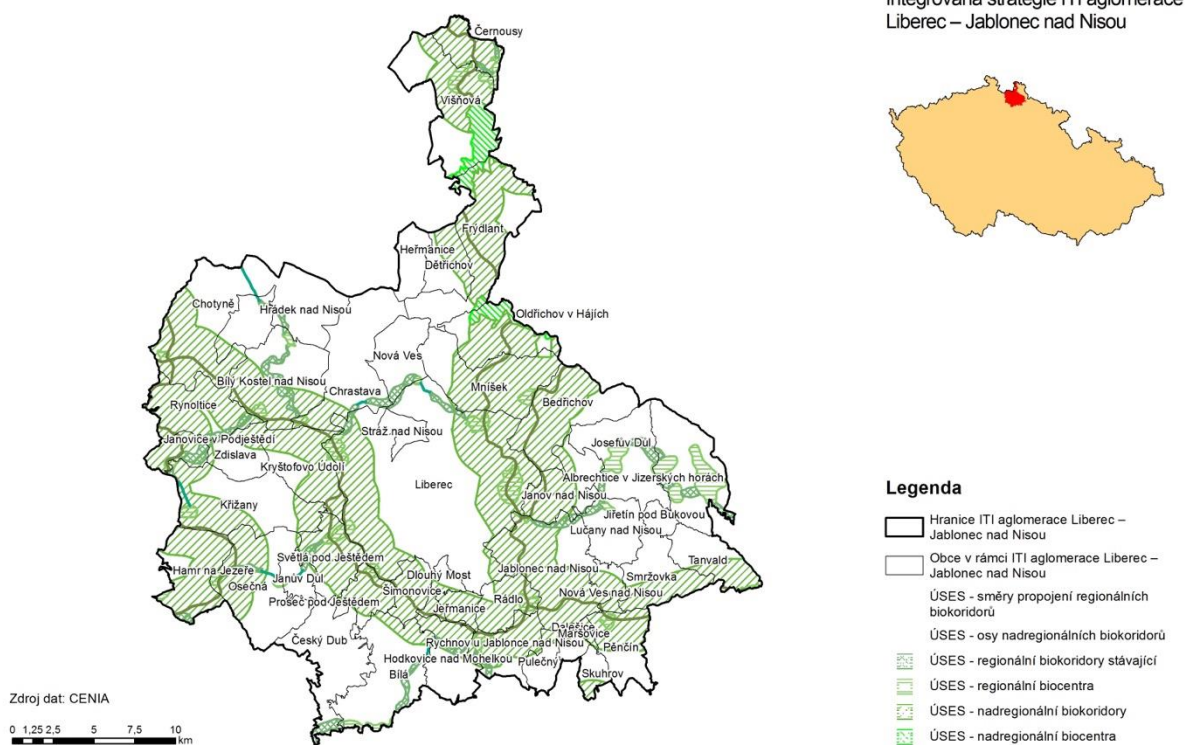 Integrovaná strategie ITI aglomerace
Liberec – Jablonec nad Nisou
Černousy
Višňová
Frýdlant
Heřmanice
Dětřichov
Chotyně
Hrádek nad Nisou
Oldřichov v Hájích
Nová Ves
Bílý Kostel nad Nisou
Chrastava
Mníšek
Rynoltice
Bedřichov
Stráž nad Nisou
Janovice v Podještědí
Josefův Důl
Zdislava
Kryštofovo Údolí
Albrechtice v Jizerských horách
Liberec
Janov nad Nisou
Křižany
Jiřetín pod Bukovou
Lučany nad Nisou
Světlá pod Ještědem
Tanvald
Hamr na Jezeře
Dlouhý Most
Jablonec nad Nisou
Smržovka
Janův Důl
Osečná
Šimonovice
Nová Ves nad Nisou
Prosec pod Ještědem
Jeřmanice
Rádlo
Dalešice
Maršovice
Český Dub
Rychnov u Jablonce nad Nisou
Pěnčín
Hodkovice nad Mohelkou
Pulečný
Bílá
Skuhrov
Legenda
Hranice ITI aglomerace Liberec –
Jablonec nad Nisou
Obce v rámci ITI aglomerace Liberec –
Jablonec nad Nisou
ÚSES - směry propojení regionálních
biokoridorů
ÚSES - osy nadregionálních biokoridorů
ÚSES - regionální biokoridory stávající
ÚSES - regionální biocentra
ÚSES - nadregionální biokoridory
ÚSES - nadregionální biocentra
Zdroj dat: CENIA
0 1,25 2,5 5 7,5 10
km